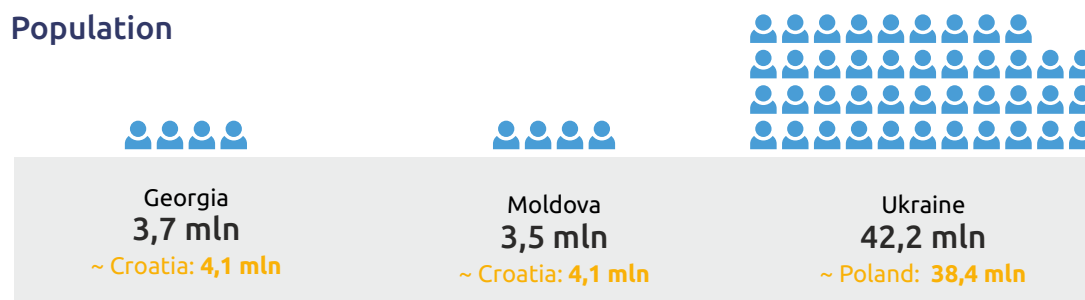 Population
Georgia
3,7 mln
~ Croatia: 4,1 mln
Moldova
3,5 mln
~ Croatia: 4,1 mln
Ukraine
42,2 mln
~ Poland: 38,4 mln